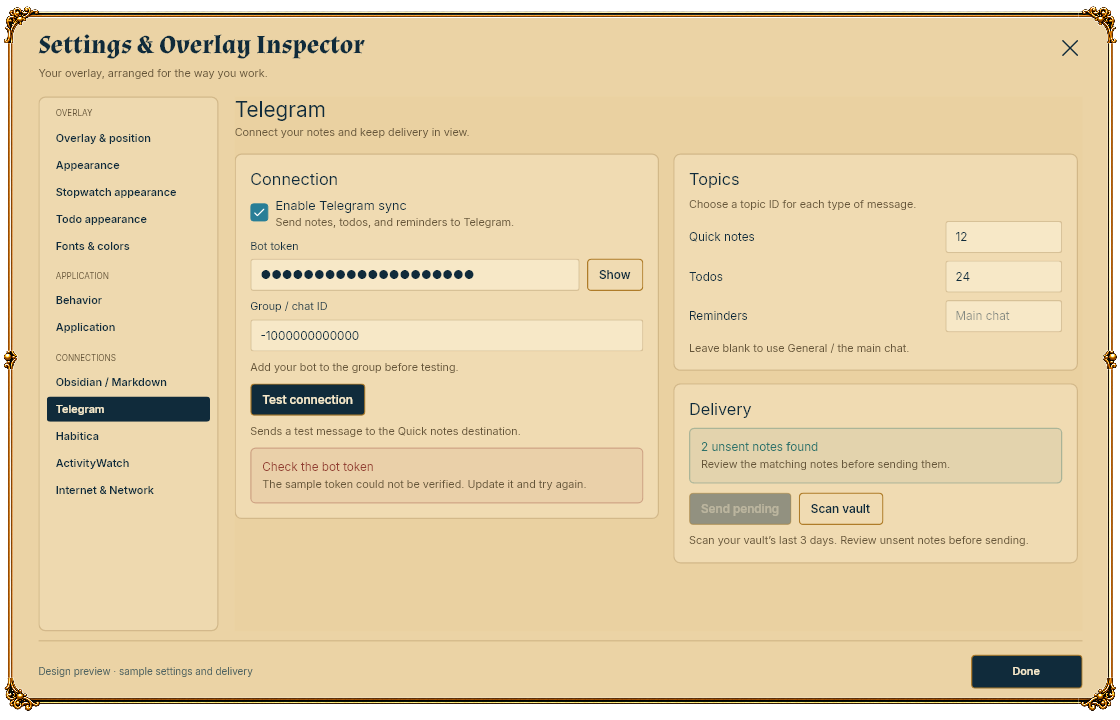 Settings & Overlay Inspector
Your overlay, arranged for the way you work.
OVERLAY
Overlay & position
Appearance
Stopwatch appearance
Todo appearance
Fonts & colors
APPLICATION
Behavior
Application
CONNECTIONS
Obsidian / Markdown
Telegram
Habitica
ActivityWatch
Internet & Network
Telegram
Connect your notes and keep delivery in view.
Connection
Enable Telegram sync
Send notes, todos, and reminders to Telegram.
Bot token
●●●●●●●●●●●●●●●●●●●●
Show
Group / chat ID
-1000000000000
Add your bot to the group before testing.
Test connection
Sends a test message to the Quick notes destination.
Check the bot token
The sample token could not be verified. Update it and try again.
Topics
Choose a topic ID for each type of message.
Quick notes
12
Todos
24
Reminders
Main chat
Leave blank to use General / the main chat.
Delivery
2 unsent notes found
Review the matching notes before sending them.
Send pending
Scan vault
Scan your vault’s last 3 days. Review unsent notes before sending.
Design preview · sample settings and delivery
Done